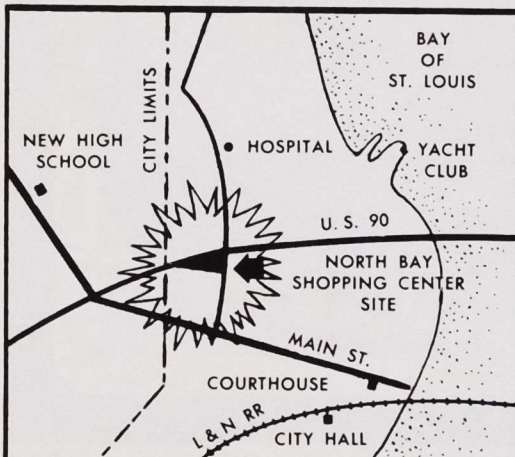 BAY
OF
ST. LOUIS
CITY LIMITS
NEW HIGH
SCHOOL
HOSPITAL
YACHT
CLUB
U. S. 90
NORTH BAY
SHOPPING CENTER
SITE
MAIN ST.
COURTHOUSE
L & N RR
CITY HALL